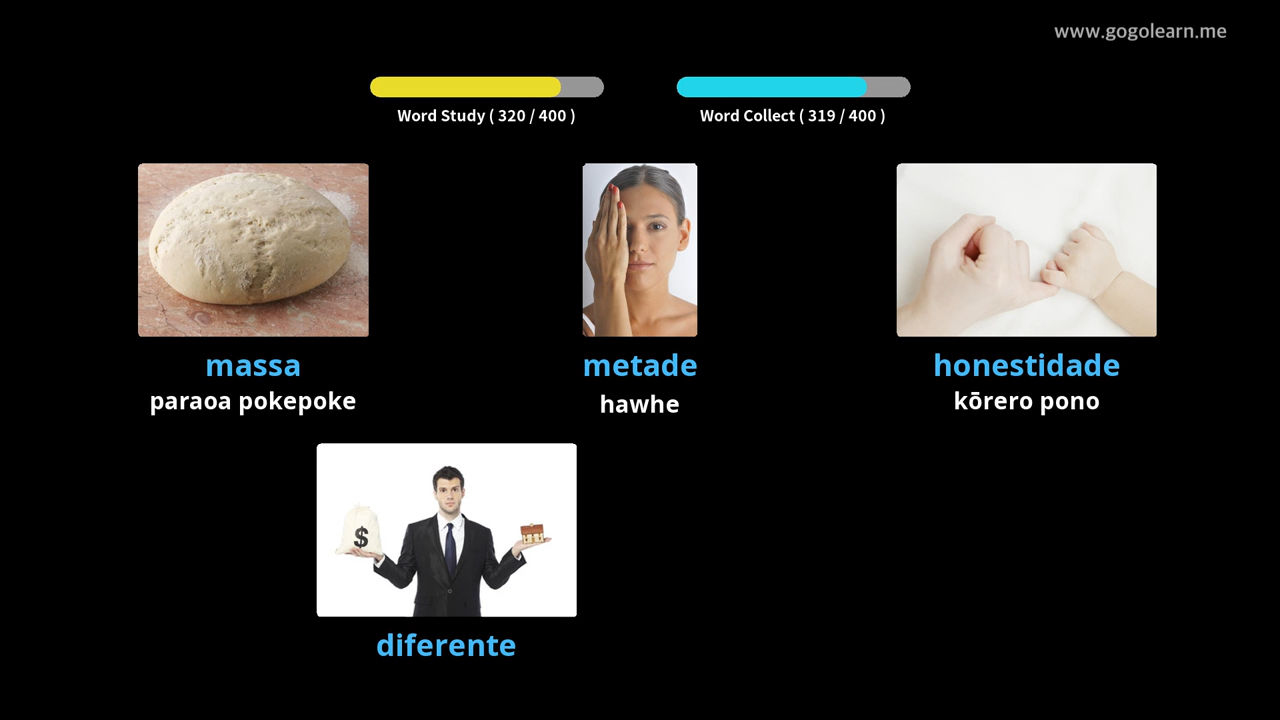 www.gogolearn.me
Word Study ( 320 / 400 )
Word Collect ( 319 / 400 )
massa
paraoa pokepoke
metade
hawhe
honestidade
kōrero pono
$
diferente